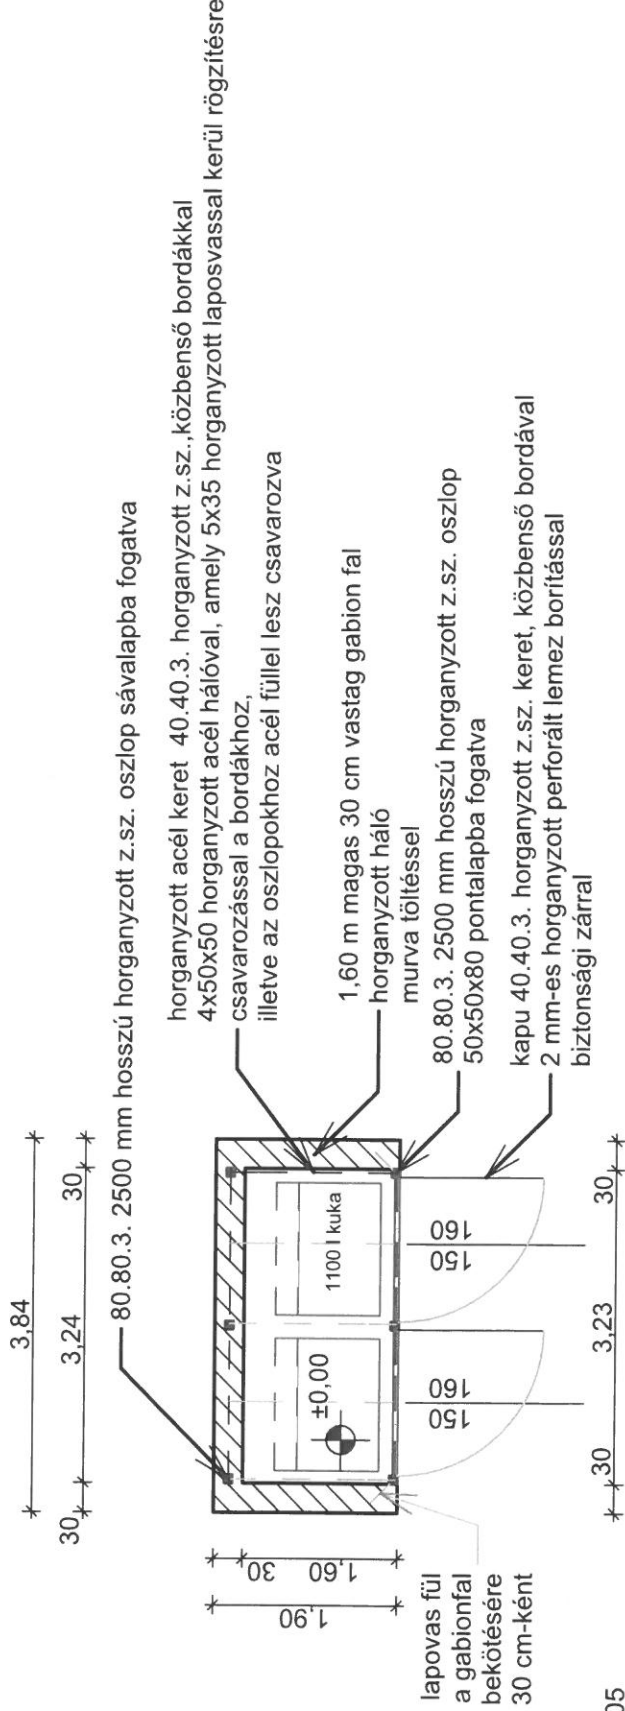 3,84
30
3,24
30
80.80.3. 2500 mm hosszú horganyzott z.sz. oszlop sávalapba fogatva
horganyzott acél keret 40.40.3. horganyzott z.sz.,közbenső bordákkal
4x50x50 horganyzott acél hálóval, amely 5x35 horganyzott laposvassal kerül rögzítésre
csavarozással a bordákhoz,
illetve az oszlopokhoz acél füllel lesz csavarozva
1,60 m magas 30 cm vastag gabion fal
horganyzott háló
murva töltéssel
80.80.3. 2500 mm hosszú horganyzott z.sz. oszlop
50x50x80 pontalapba fogatva
kapu 40.40.3. horganyzott z.sz. keret, közbenső bordával
2 mm-es horganyzott perforált lemez borítással
biztonsági zárral
1,90
30
1,60
±0,00
1100 l kuka
160
150
160
150
lapovas fül
a gabionfal
bekötésére
30 cm-ként
30
3,23
30
05